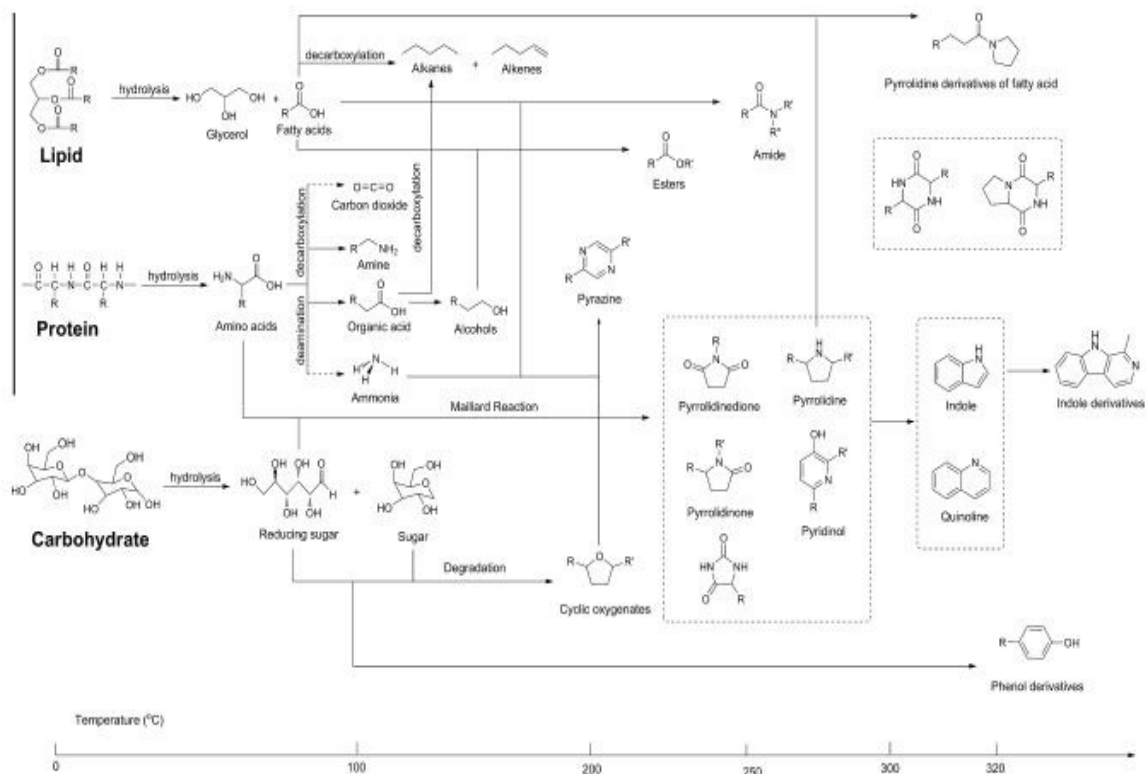 decarboxylation
Alkanes + Alkenes
Pyrrolidine derivatives of fatty acid
hydrolysis
Glycerol + Fatty acids
Lipid
Amide
Esters
decarboxylation
O=C=O
Carbon dioxide
decarboxylation
Amine
Pyrazine
hydrolysis
Protein
Amino acids
deamination
Organic acid
Alcohols
Ammonia
Maillard Reaction
Pyrrolidinedione
Pyrrolidine
Indole
Indole derivatives
hydrolysis
Carbohydrate
Reducing sugar + Sugar
Pyrrolidinone
Pyridinol
Quinoline
Degradation
Cyclic oxygenates
Phenol derivatives
Temperature (⁰C)
0 100 200 250 300 320